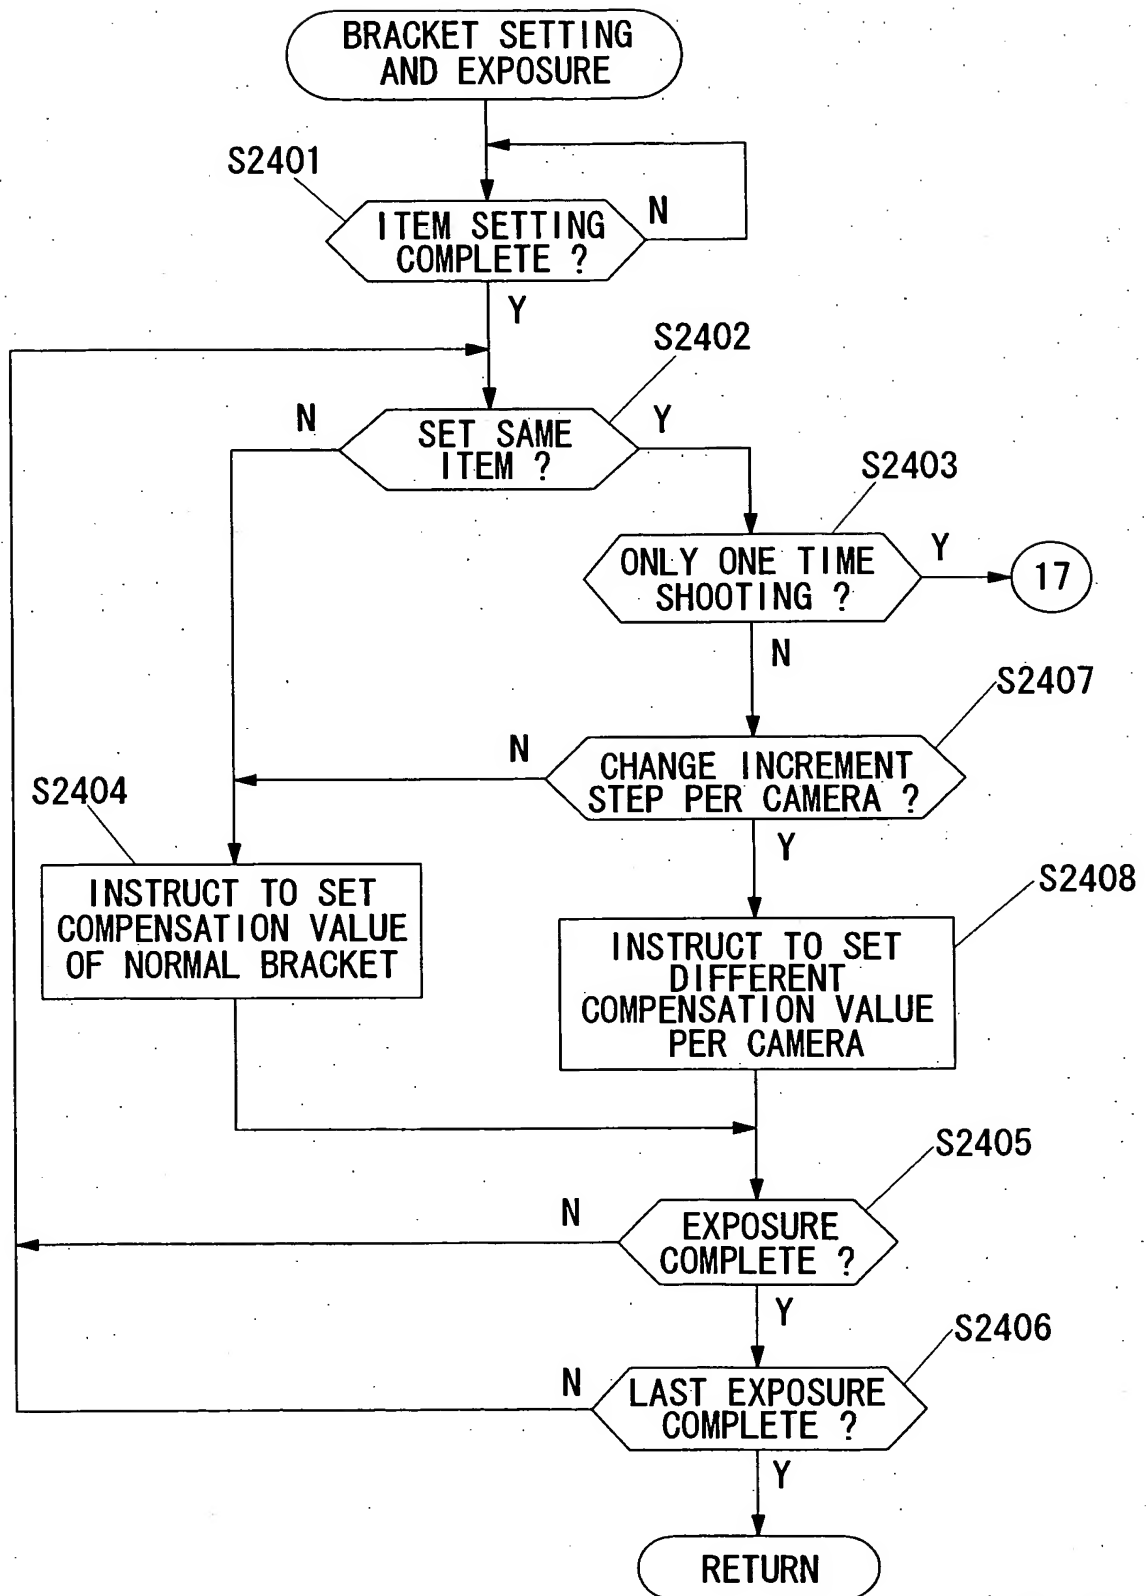 BRACKET SETTING
AND EXPOSURE
S2401
ITEM SETTING
COMPLETE ?
N
Y
S2402
N
SET SAME
ITEM ?
Y
S2403
ONLY ONE TIME
SHOOTING ?
Y
17
N
S2407
N
CHANGE INCREMENT
STEP PER CAMERA ?
Y
S2404
INSTRUCT TO SET
COMPENSATION VALUE
OF NORMAL BRACKET
S2408
INSTRUCT TO SET
DIFFERENT
COMPENSATION VALUE
PER CAMERA
S2405
N
EXPOSURE
COMPLETE ?
Y
S2406
N
LAST EXPOSURE
COMPLETE ?
Y
RETURN